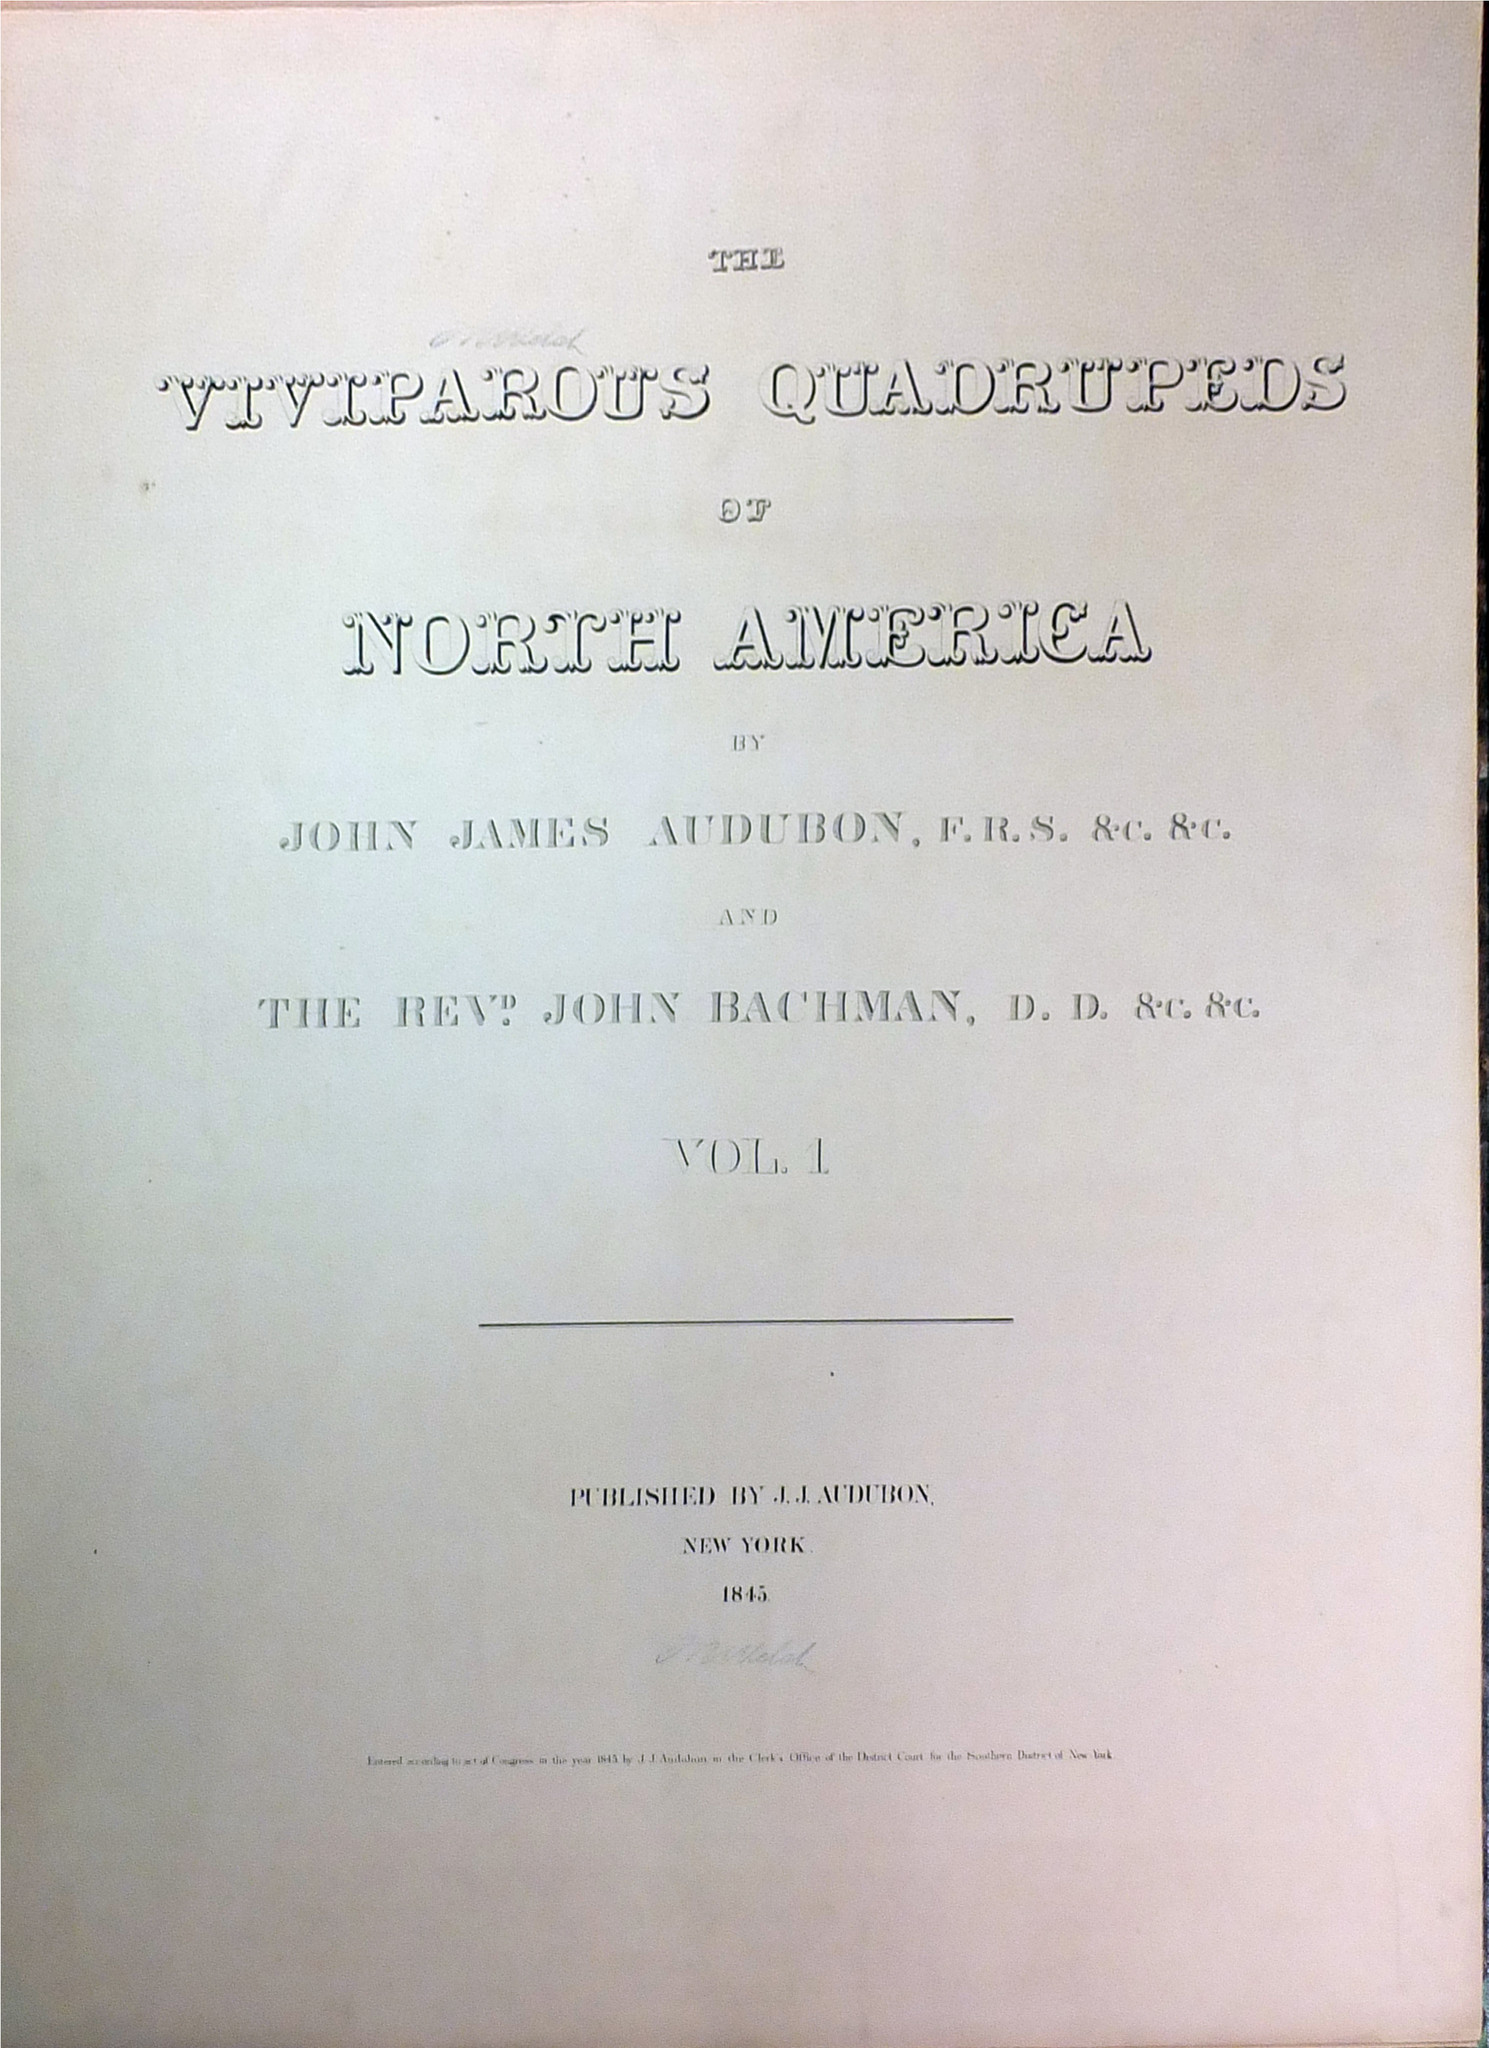 THE
VIVIPAROUS QUADRUPEDS
OF
NORTH AMERICA
BY
JOHN JAMES AUDUBON, F.R.S. &C. &C.
AND
THE REVD. JOHN BACHMAN, D. D. &C. &C.
VOL. 1
PUBLISHED BY J. J. AUDUBON,
NEW YORK.
1845.
Entered according to act of Congress in the year 1845 by J. J. Audubon in the Clerk's Office of the District Court for the Southern District of New York